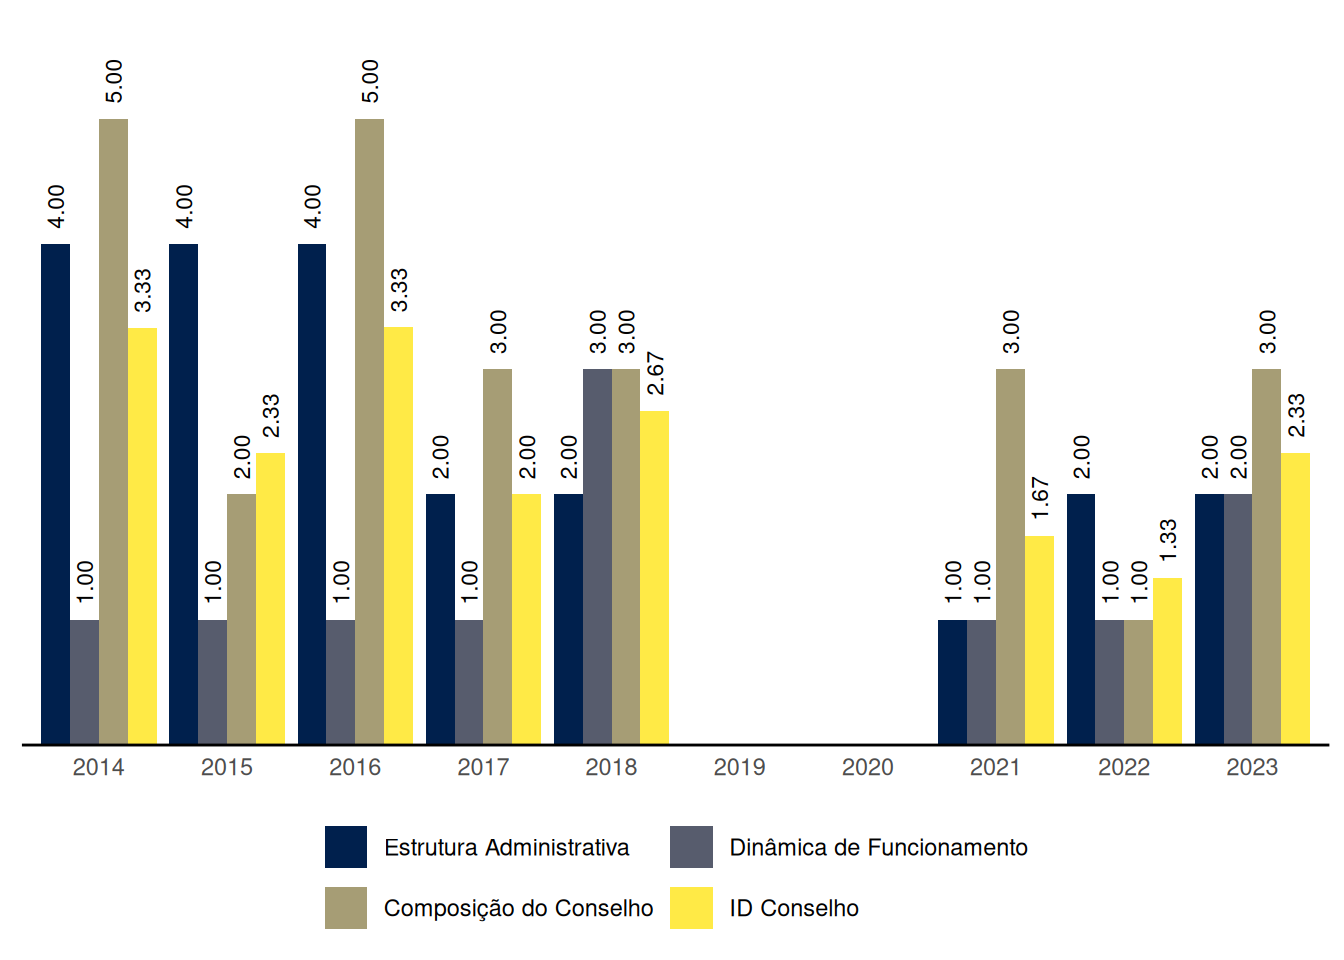 4.00 1.00 5.00 3.33 4.00 1.00 2.00 2.33 4.00 1.00 5.00 3.33 2.00 1.00 3.00 2.00 2.00 3.00 3.00 2.67 1.00 1.00 3.00 1.67 2.00 1.00 1.00 1.33 2.00 2.00 3.00 2.33
2014 2015 2016 2017 2018 2019 2020 2021 2022 2023
Estrutura Administrativa Dinâmica de Funcionamento
Composição do Conselho ID Conselho